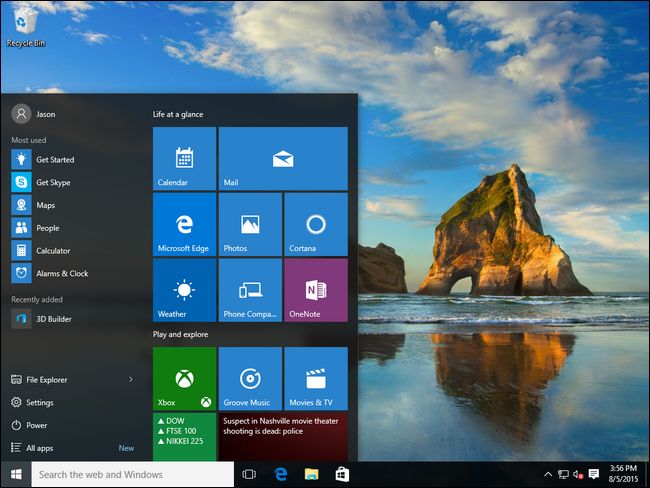 Recycle Bin
Jason
Most used
Get Started
Get Skype
Maps
People
Calculator
Alarms & Clock
Recently added
3D Builder
File Explorer
Settings
Power
All apps New
Life at a glance
Calendar
Mail
Microsoft Edge
Photos
Cortana
Weather
Phone Compa...
OneNote
Play and explore
Xbox
Groove Music
Movies & TV
▲ DOW
▲ FTSE 100
▲ NIKKEI 225
Suspect in Nashville movie theater
shooting is dead: police
Search the web and Windows
3:56 PM
8/5/2015